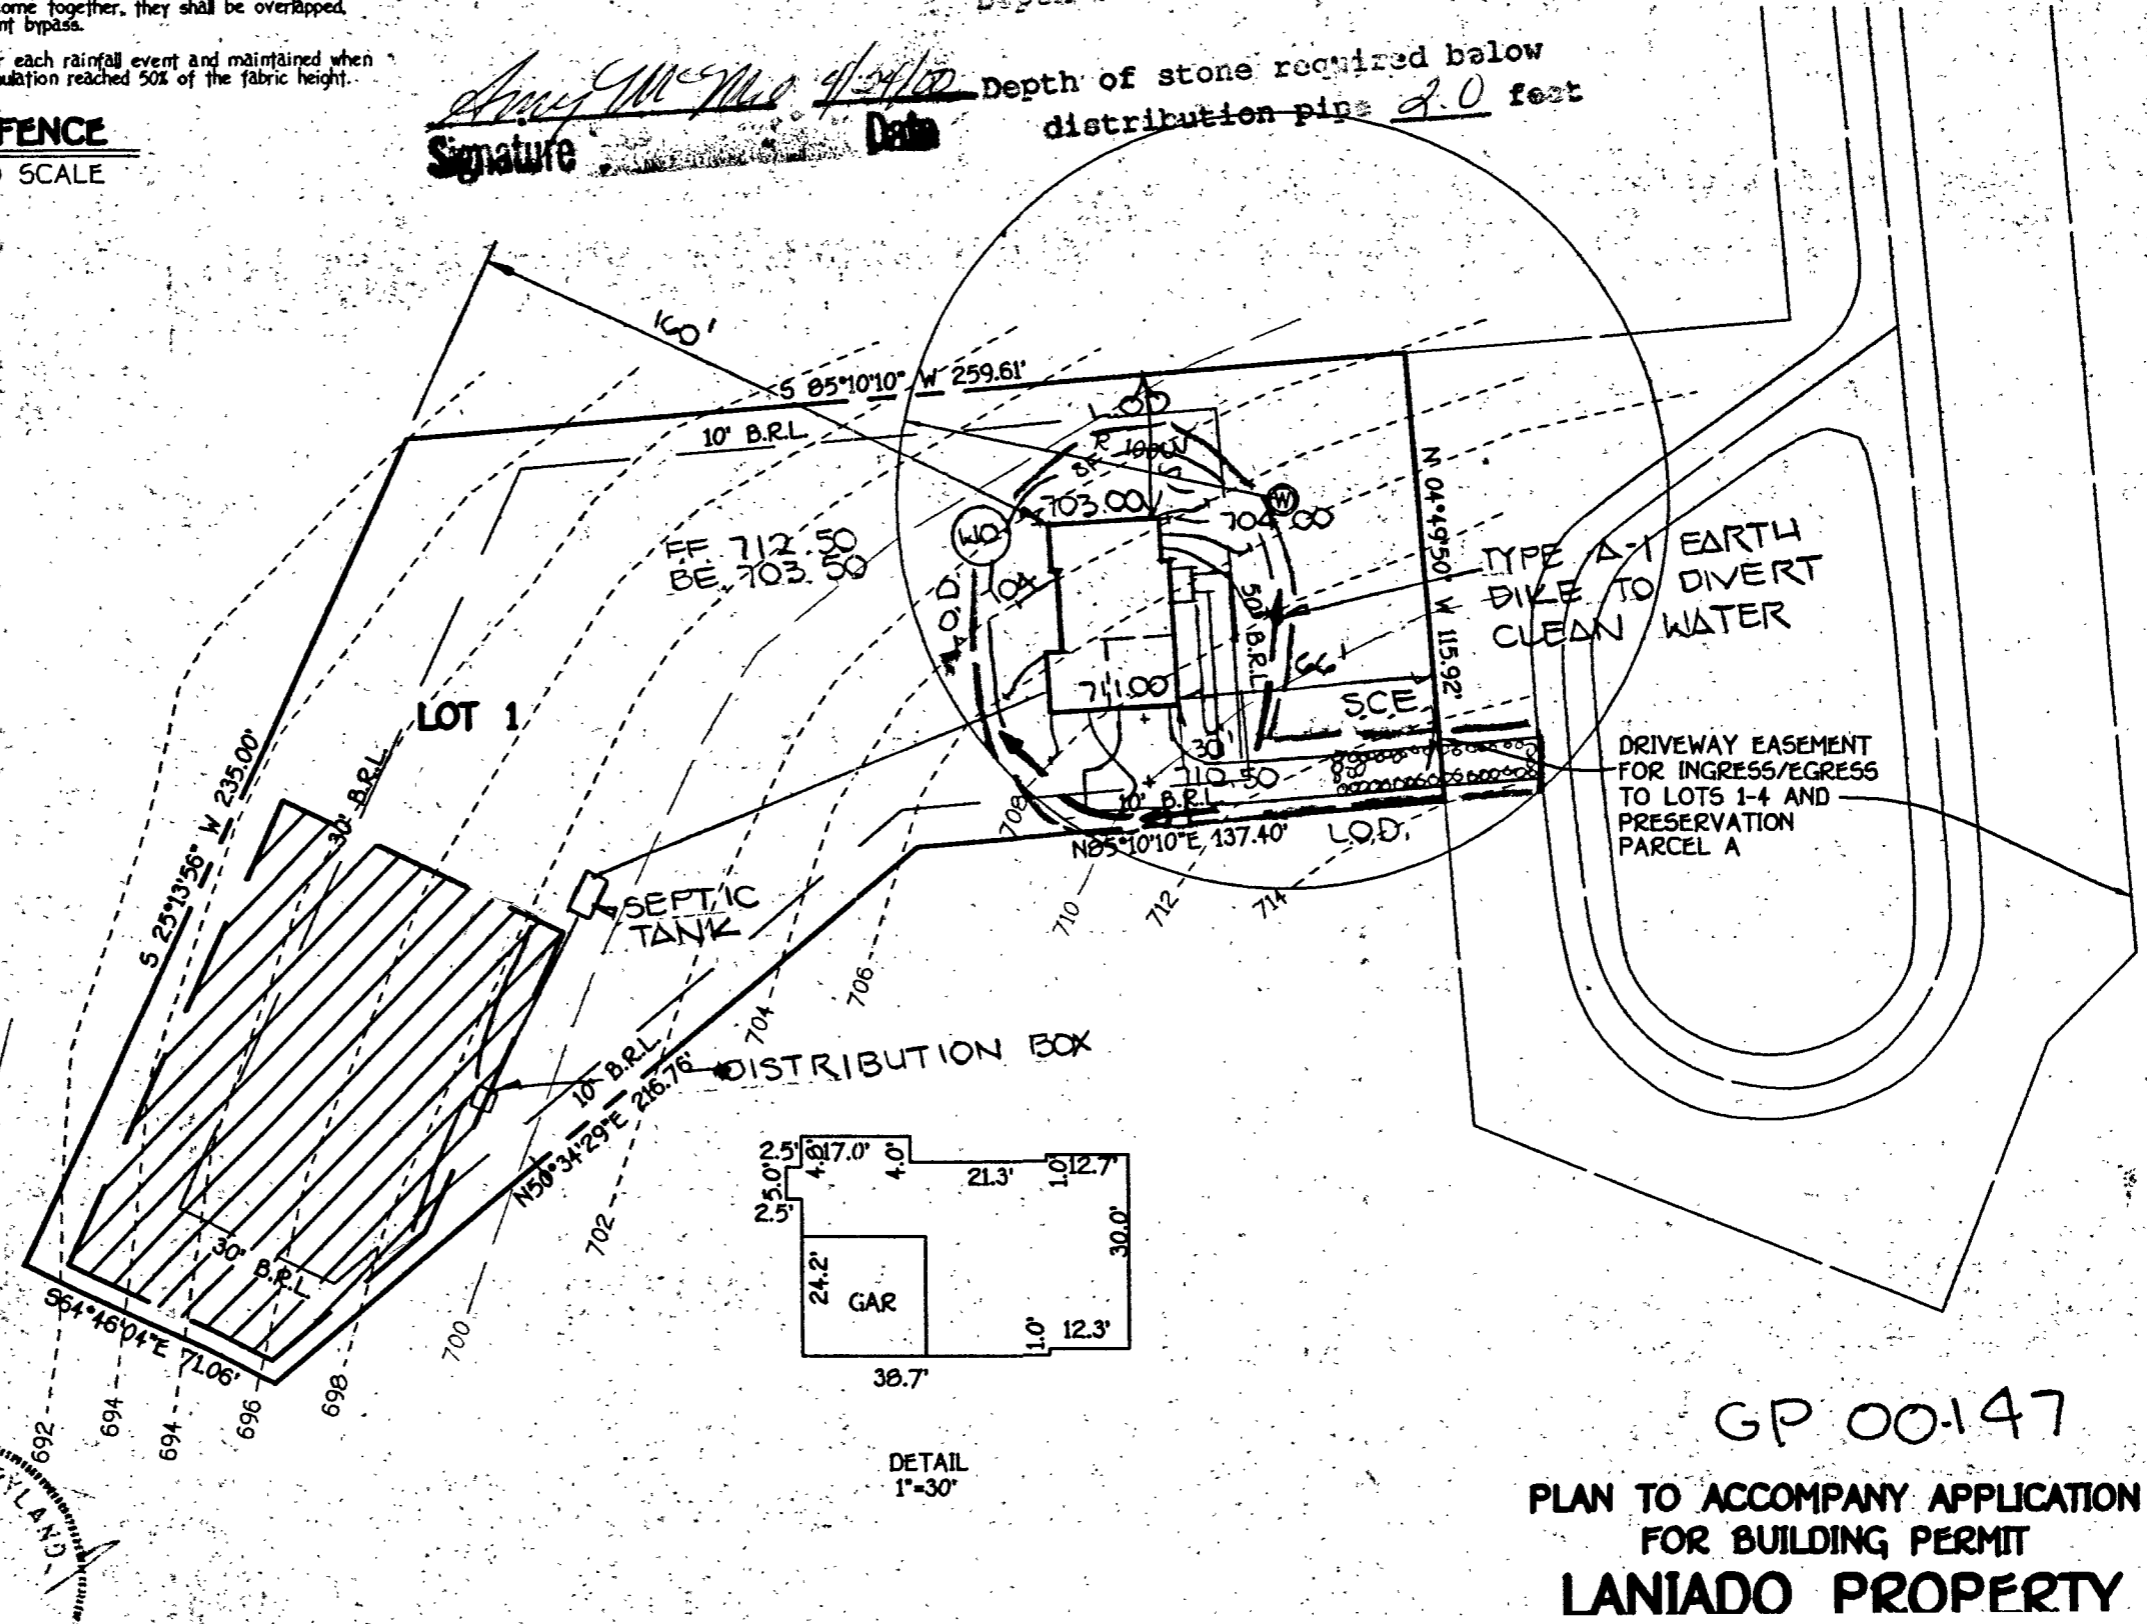 ome together, they shall be overlapped,
nt bypass.
r each rainfall event and maintained when
ulation reached 50% of the fabric height.
FENCE
SCALE
4/24/00
Signature
Date
Depth of stone required below
distribution pipe 2.0 feet
160'
S 85°10'10" W 259.61'
10' B.R.L.
L.O.D.
703.00
704.00
W
WO
FF. 712.50
BE. 703.50
704
L.O.D.
50' B.R.L.
N 04°49'50" W 115.92'
TYPE A-1 EARTH
DIKE TO DIVERT
CLEAN WATER
66'
711.00
S.C.E.
LOT 1
30'
710.50
10' B.R.L.
708
N85°10'10"E, 137.40'
L.O.D.
DRIVEWAY EASEMENT
FOR INGRESS/EGRESS
TO LOTS 1-4 AND
PRESERVATION
PARCEL A
S 25°13'56" W 235.00'
30' B.R.L.
SEPTIC
TANK
710
712
714
706
704
DISTRIBUTION BOX
10' B.R.L.
N50°34'29"E 216.76'
702
30' B.R.L.
S64°46'04"E 71.06'
700
698
696
694
694
692
2.5'
4.8'
17.0'
4.0'
21.3'
1.0'
12.7'
5.0'
2.5'
30.0'
24.2'
GAR
1.0'
12.3'
38.7'
DETAIL
1"=30'
YLAND
GP 00-147
PLAN TO ACCOMPANY APPLICATION
FOR BUILDING PERMIT
LANIADO PROPERTY